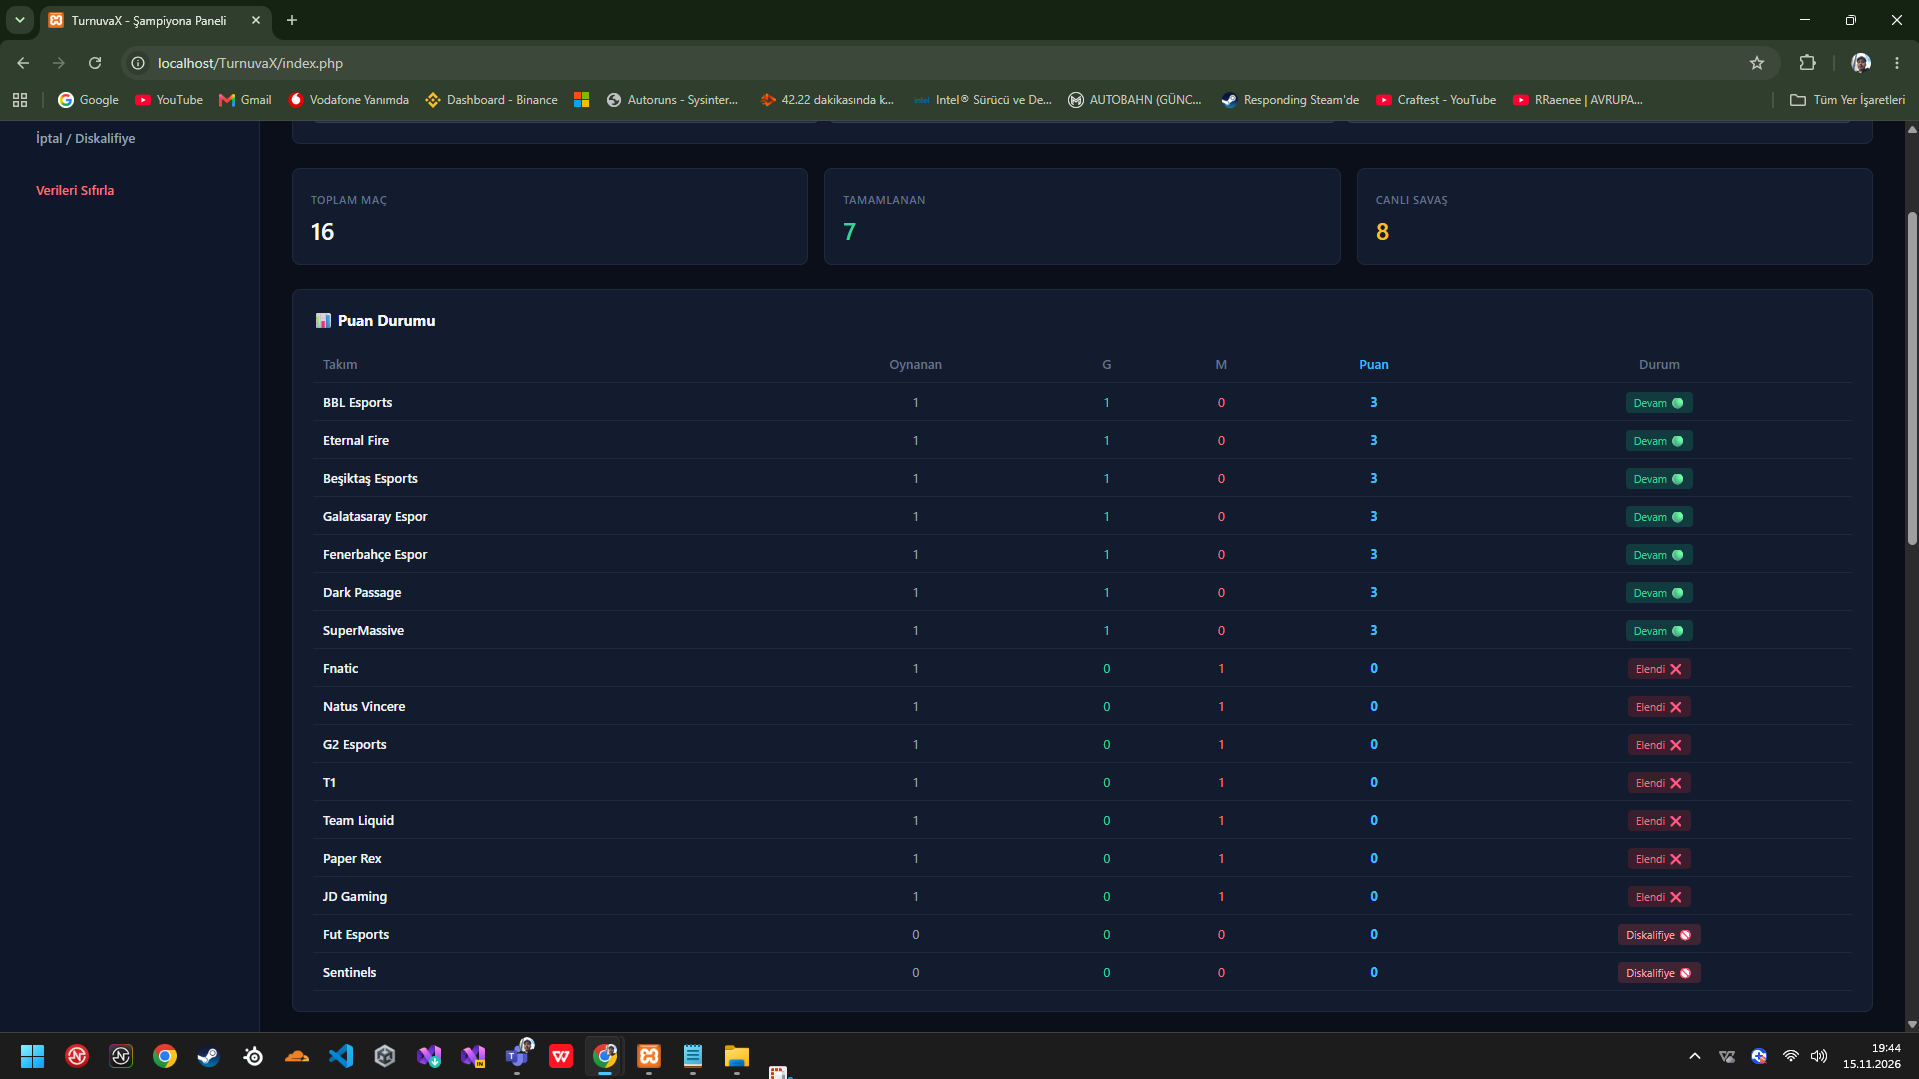 TurnuvaX - Şampiyona Paneli
localhost/TurnuvaX/index.php
Google
YouTube
Gmail
Vodafone Yanımda
Dashboard - Binance
Autoruns - Sysinter...
42.22 dakikasında k...
Intel® Sürücü ve De...
AUTOBAHN (GÜNC...
Responding Steam'de
Craftest - YouTube
RRaenee | AVRUPA...
Tüm Yer İşaretleri
İptal / Diskalifiye
Verileri Sıfırla
TOPLAM MAÇ
16
TAMAMLANAN
7
CANLI SAVAŞ
8
Puan Durumu
Takım Oynanan G M Puan Durum
BBL Esports 1 1 0 3 Devam
Eternal Fire 1 1 0 3 Devam
Beşiktaş Esports 1 1 0 3 Devam
Galatasaray Espor 1 1 0 3 Devam
Fenerbahçe Espor 1 1 0 3 Devam
Dark Passage 1 1 0 3 Devam
SuperMassive 1 1 0 3 Devam
Fnatic 1 0 1 0 Elendi
Natus Vincere 1 0 1 0 Elendi
G2 Esports 1 0 1 0 Elendi
T1 1 0 1 0 Elendi
Team Liquid 1 0 1 0 Elendi
Paper Rex 1 0 1 0 Elendi
JD Gaming 1 0 1 0 Elendi
Fut Esports 0 0 0 0 Diskalifiye
Sentinels 0 0 0 0 Diskalifiye
19:44
15.11.2026